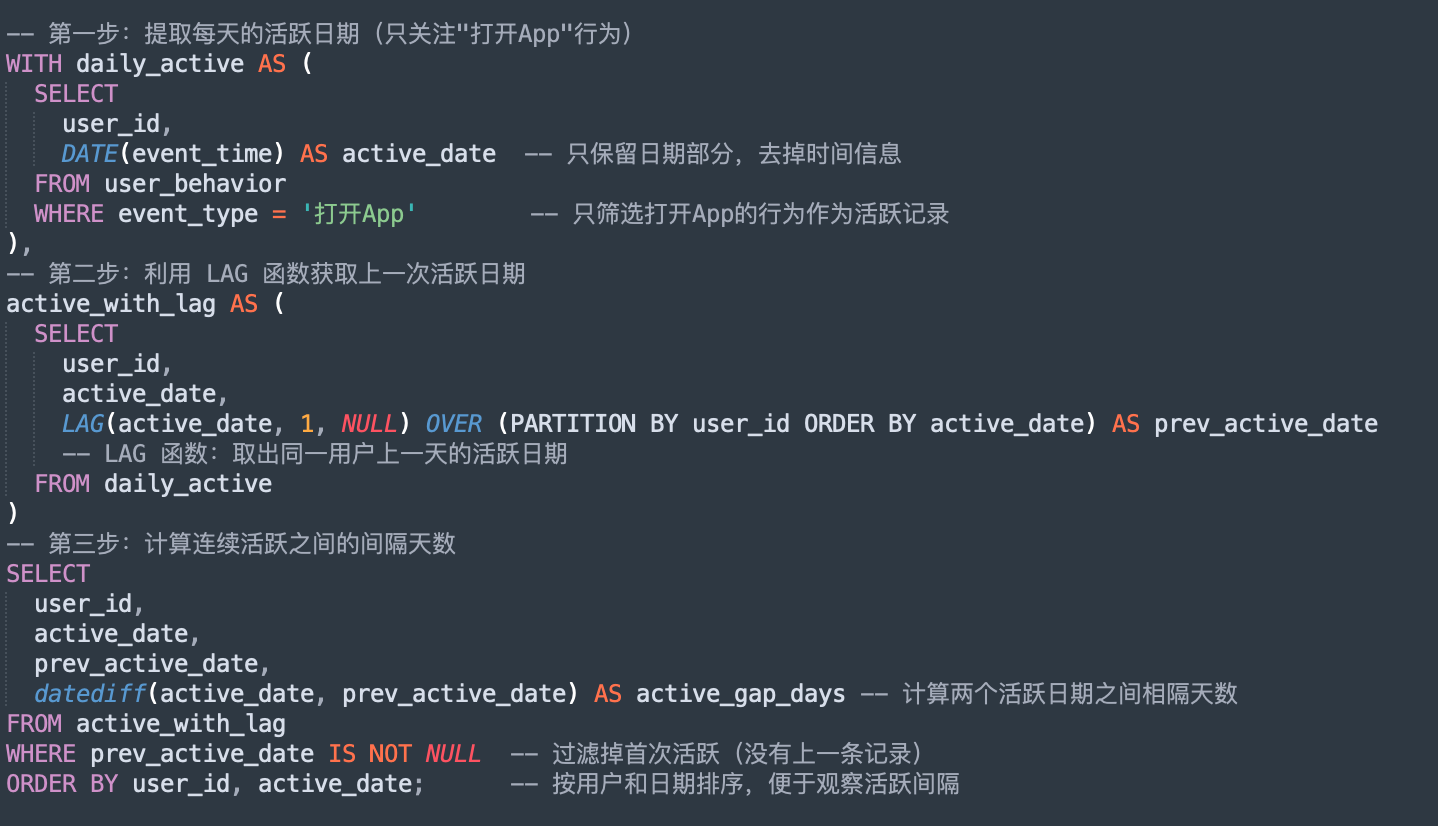 -- 第一步：提取每天的活跃日期（只关注"打开App"行为）
WITH daily_active AS (
  SELECT
    user_id,
    DATE(event_time) AS active_date  -- 只保留日期部分，去掉时间信息
  FROM user_behavior
  WHERE event_type = '打开App'        -- 只筛选打开App的行为作为活跃记录
),
-- 第二步：利用 LAG 函数获取上一次活跃日期
active_with_lag AS (
  SELECT
    user_id,
    active_date,
    LAG(active_date, 1, NULL) OVER (PARTITION BY user_id ORDER BY active_date) AS prev_active_date
    -- LAG 函数：取出同一用户上一天的活跃日期
  FROM daily_active
)
-- 第三步：计算连续活跃之间的间隔天数
SELECT
  user_id,
  active_date,
  prev_active_date,
  datediff(active_date, prev_active_date) AS active_gap_days -- 计算两个活跃日期之间相隔天数
FROM active_with_lag
WHERE prev_active_date IS NOT NULL  -- 过滤掉首次活跃（没有上一条记录）
ORDER BY user_id, active_date;      -- 按用户和日期排序，便于观察活跃间隔